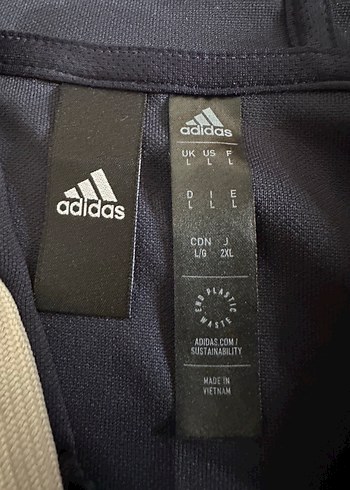 adidas
adidas
UK US F
L L L
D I E
L L L
CDN J
L/G 2XL
END PLASTIC WASTE
ADIDAS.COM/
SUSTAINABILITY
MADE IN
VIETNAM